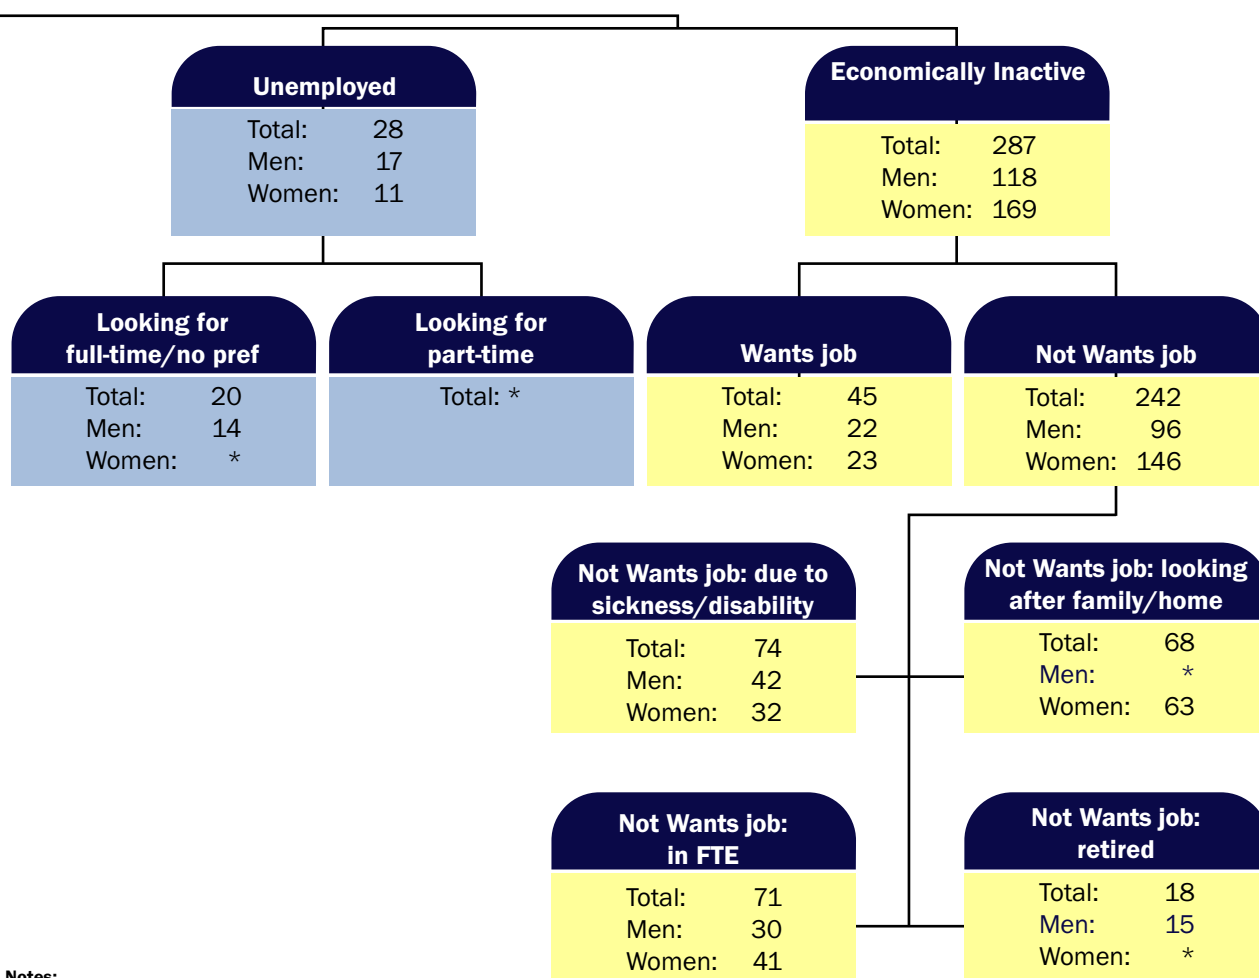 Unemployed
Total: 28
Men: 17
Women: 11
Economically Inactive
Total: 287
Men: 118
Women: 169
Looking for
full-time/no pref
Total: 20
Men: 14
Women: *
Looking for
part-time
Total: *
Wants job
Total: 45
Men: 22
Women: 23
Not Wants job
Total: 242
Men: 96
Women: 146
Not Wants job: due to
sickness/disability
Total: 74
Men: 42
Women: 32
Not Wants job: looking
after family/home
Total: 68
Men: *
Women: 63
Not Wants job:
in FTE
Total: 71
Men: 30
Women: 41
Not Wants job:
retired
Total: 18
Men: 15
Women: *
Notes: